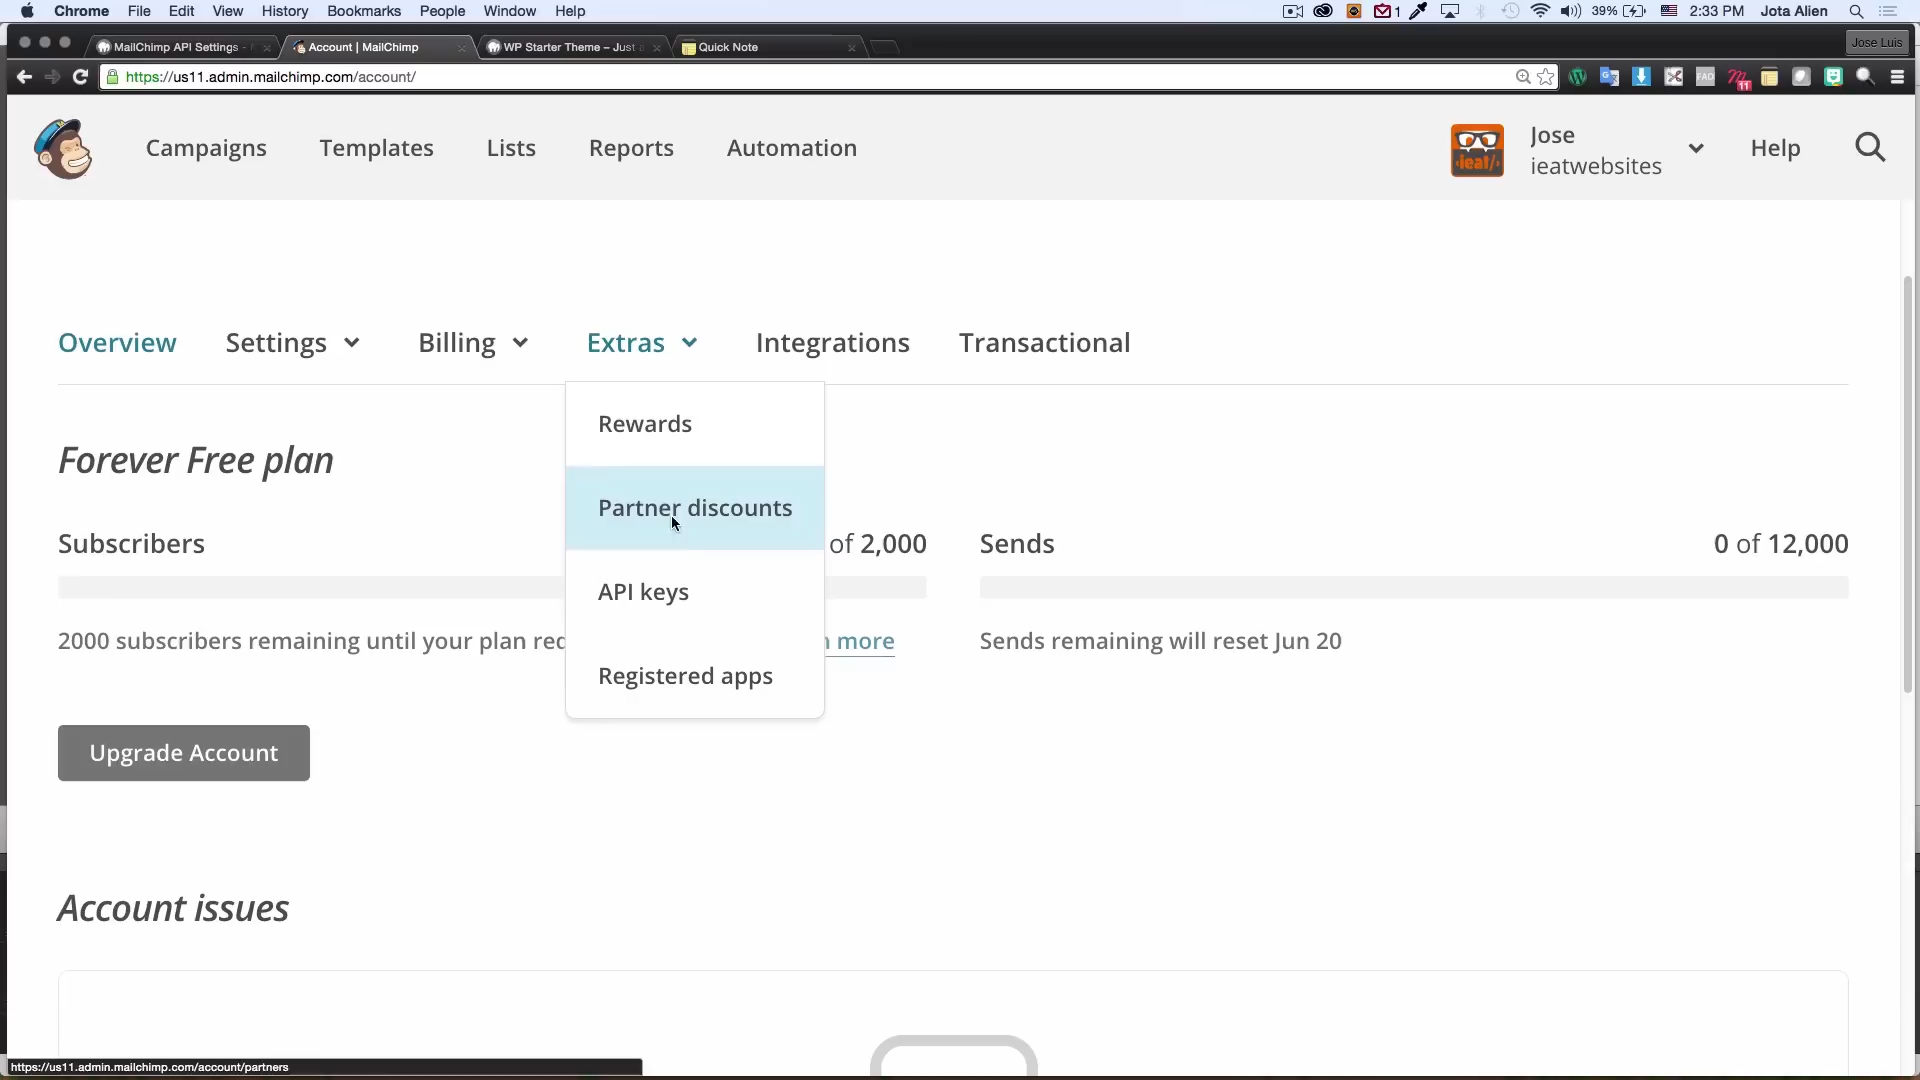 Chrome File Edit View History Bookmarks People Window Help 1 39% 2:33 PM Jota Alien
MailChimp API Settings - Account | MailChimp WP Starter Theme – Just Quick Note Jose Luis
https://us11.admin.mailchimp.com/account/ FAD 11
Campaigns Templates Lists Reports Automation ieat/> Jose Help
ieatwebsites
Overview Settings Billing Extras Integrations Transactional
Rewards
Forever Free plan
Partner discounts
Subscribers of 2,000 Sends 0 of 12,000
API keys
2000 subscribers remaining until your plan rec more Sends remaining will reset Jun 20
Registered apps
Upgrade Account
Account issues
https://us11.admin.mailchimp.com/account/partners